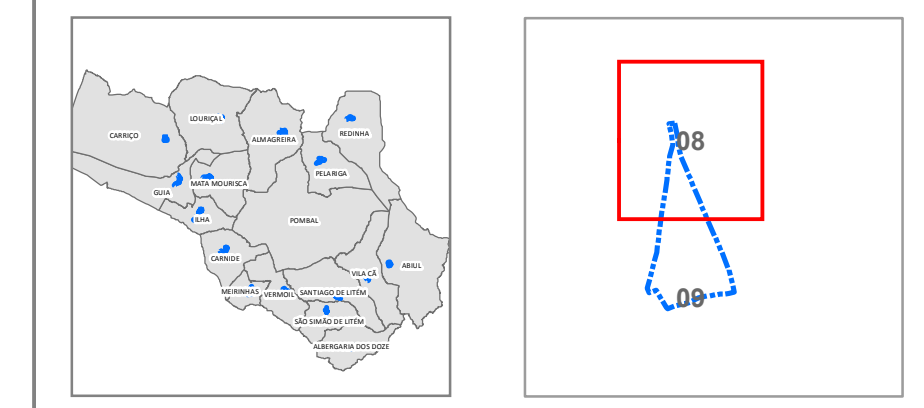 LOURIÇAL
CARRIÇO
ALMAGREIRA
REDINHA
PELARIGA
GUIA
MATA MOURISCA
ILHA
POMBAL
CARNIDE
VILA CÃ
ABIUL
MEIRINHAS
VERMOIL
SANTIAGO DE LITÉM
SÃO SIMÃO DE LITÉM
ALBERGARIA DOS DOZE
08
09